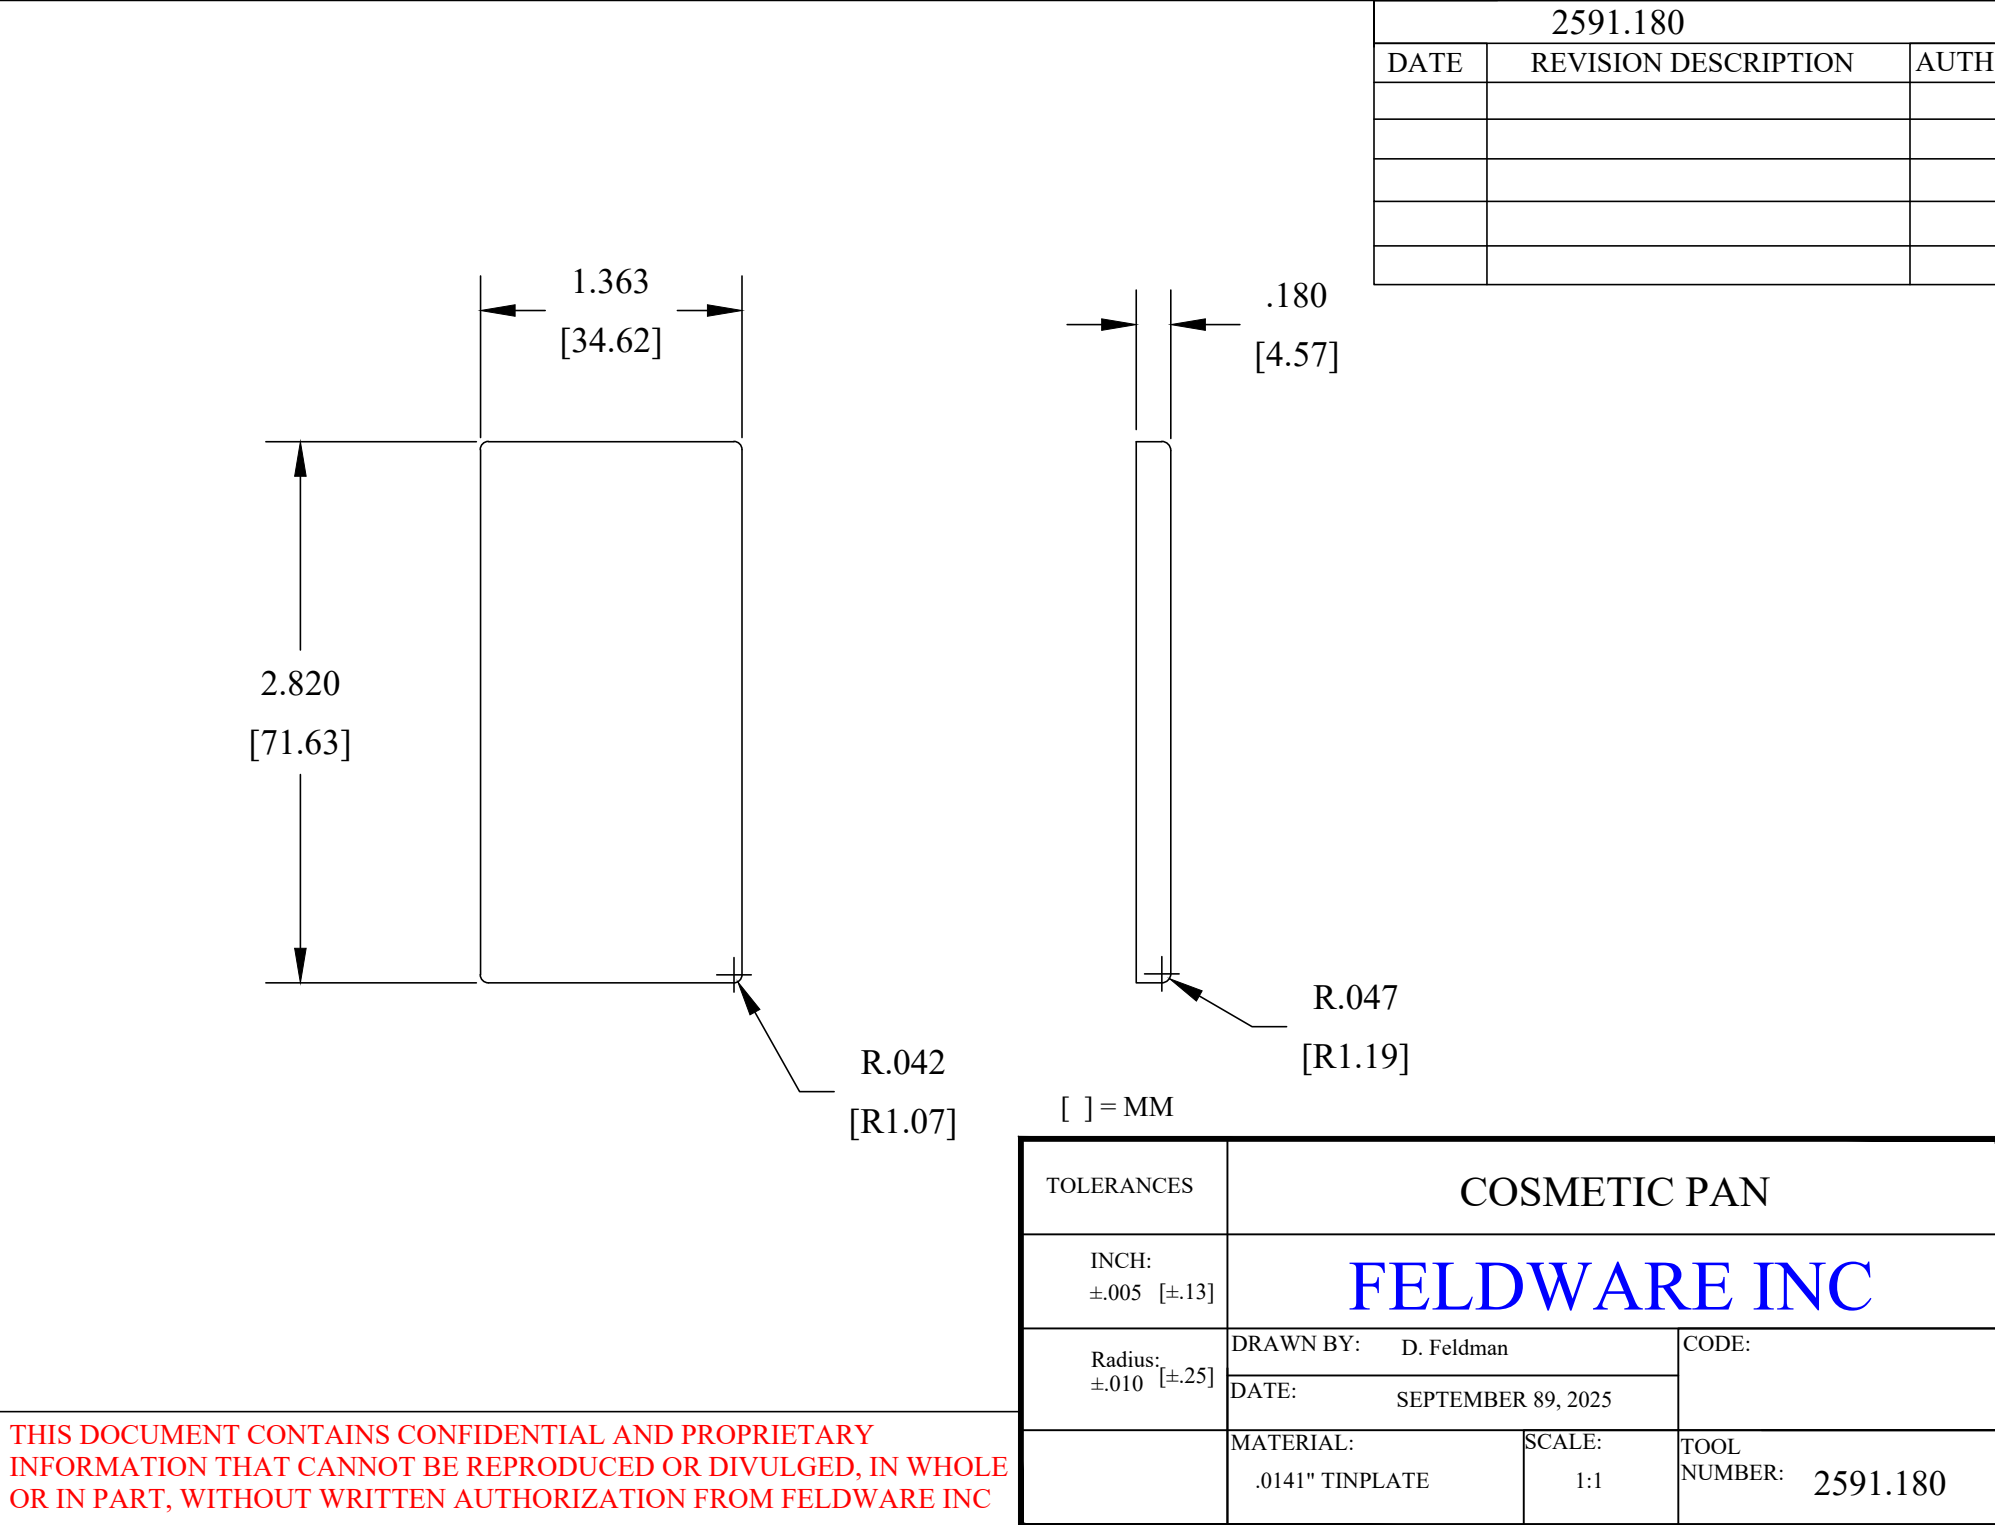 2591.180
DATE REVISION DESCRIPTION AUTH
1.363
[34.62]
.180
[4.57]
2.820
[71.63]
R.047
[R1.19]
R.042
[R1.07]
[ ] = MM
TOLERANCES
COSMETIC PAN
INCH:
±.005 [±.13]
FELDWARE INC
Radius:
±.010 [±.25]
DRAWN BY: D. Feldman
CODE:
DATE: SEPTEMBER 89, 2025
MATERIAL:
.0141" TINPLATE
SCALE:
1:1
TOOL
NUMBER: 2591.180
THIS DOCUMENT CONTAINS CONFIDENTIAL AND PROPRIETARY
INFORMATION THAT CANNOT BE REPRODUCED OR DIVULGED, IN WHOLE
OR IN PART, WITHOUT WRITTEN AUTHORIZATION FROM FELDWARE INC